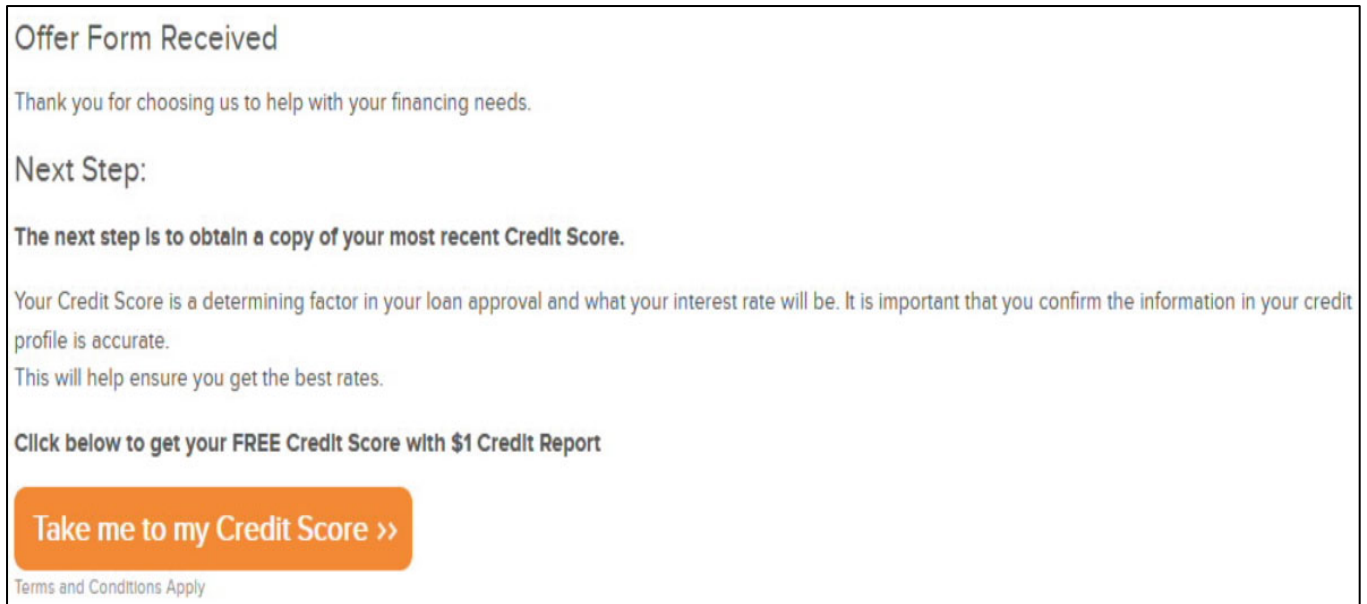 Offer Form Received
Thank you for choosing us to help with your financing needs.
Next Step:
The next step is to obtain a copy of your most recent Credit Score.
Your Credit Score is a determining factor in your loan approval and what your interest rate will be. It is important that you confirm the information in your credit
profile is accurate.
This will help ensure you get the best rates.
Click below to get your FREE Credit Score with $1 Credit Report
Take me to my Credit Score >>
Terms and Conditions Apply